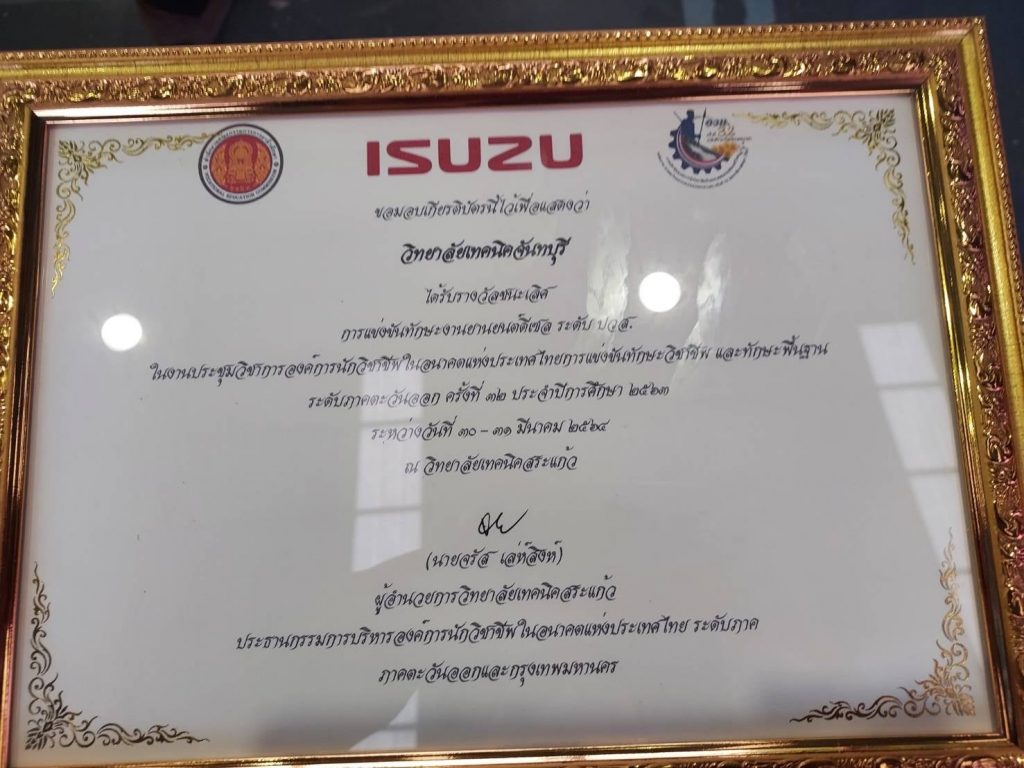 ISUZU
ขอมอบเกียรติบัตรนี้ไว้เพื่อแสดงว่า
วิทยาลัยเทคนิคจันทบุรี
ได้รับรางวัลชนะเลิศ
การแข่งขันทักษะงานยานยนต์ดีเซล ระดับ ปวส.
ในงานประชุมวิชาการองค์การนักวิชาชีพในอนาคตแห่งประเทศไทยการแข่งขันทักษะวิชาชีพ และทักษะพื้นฐาน
ระดับภาคตะวันออก ครั้งที่ ๓๒ ประจำปีการศึกษา ๒๕๖๓
ระหว่างวันที่ ๓๐ - ๓๑ มีนาคม ๒๕๖๔
ณ วิทยาลัยเทคนิคสระแก้ว
(นายจรัส เล่ห์สิงห์)
ผู้อำนวยการวิทยาลัยเทคนิคสระแก้ว
ประธานกรรมการบริหารองค์การนักวิชาชีพในอนาคตแห่งประเทศไทย ระดับภาค
ภาคตะวันออกและกรุงเทพมหานคร